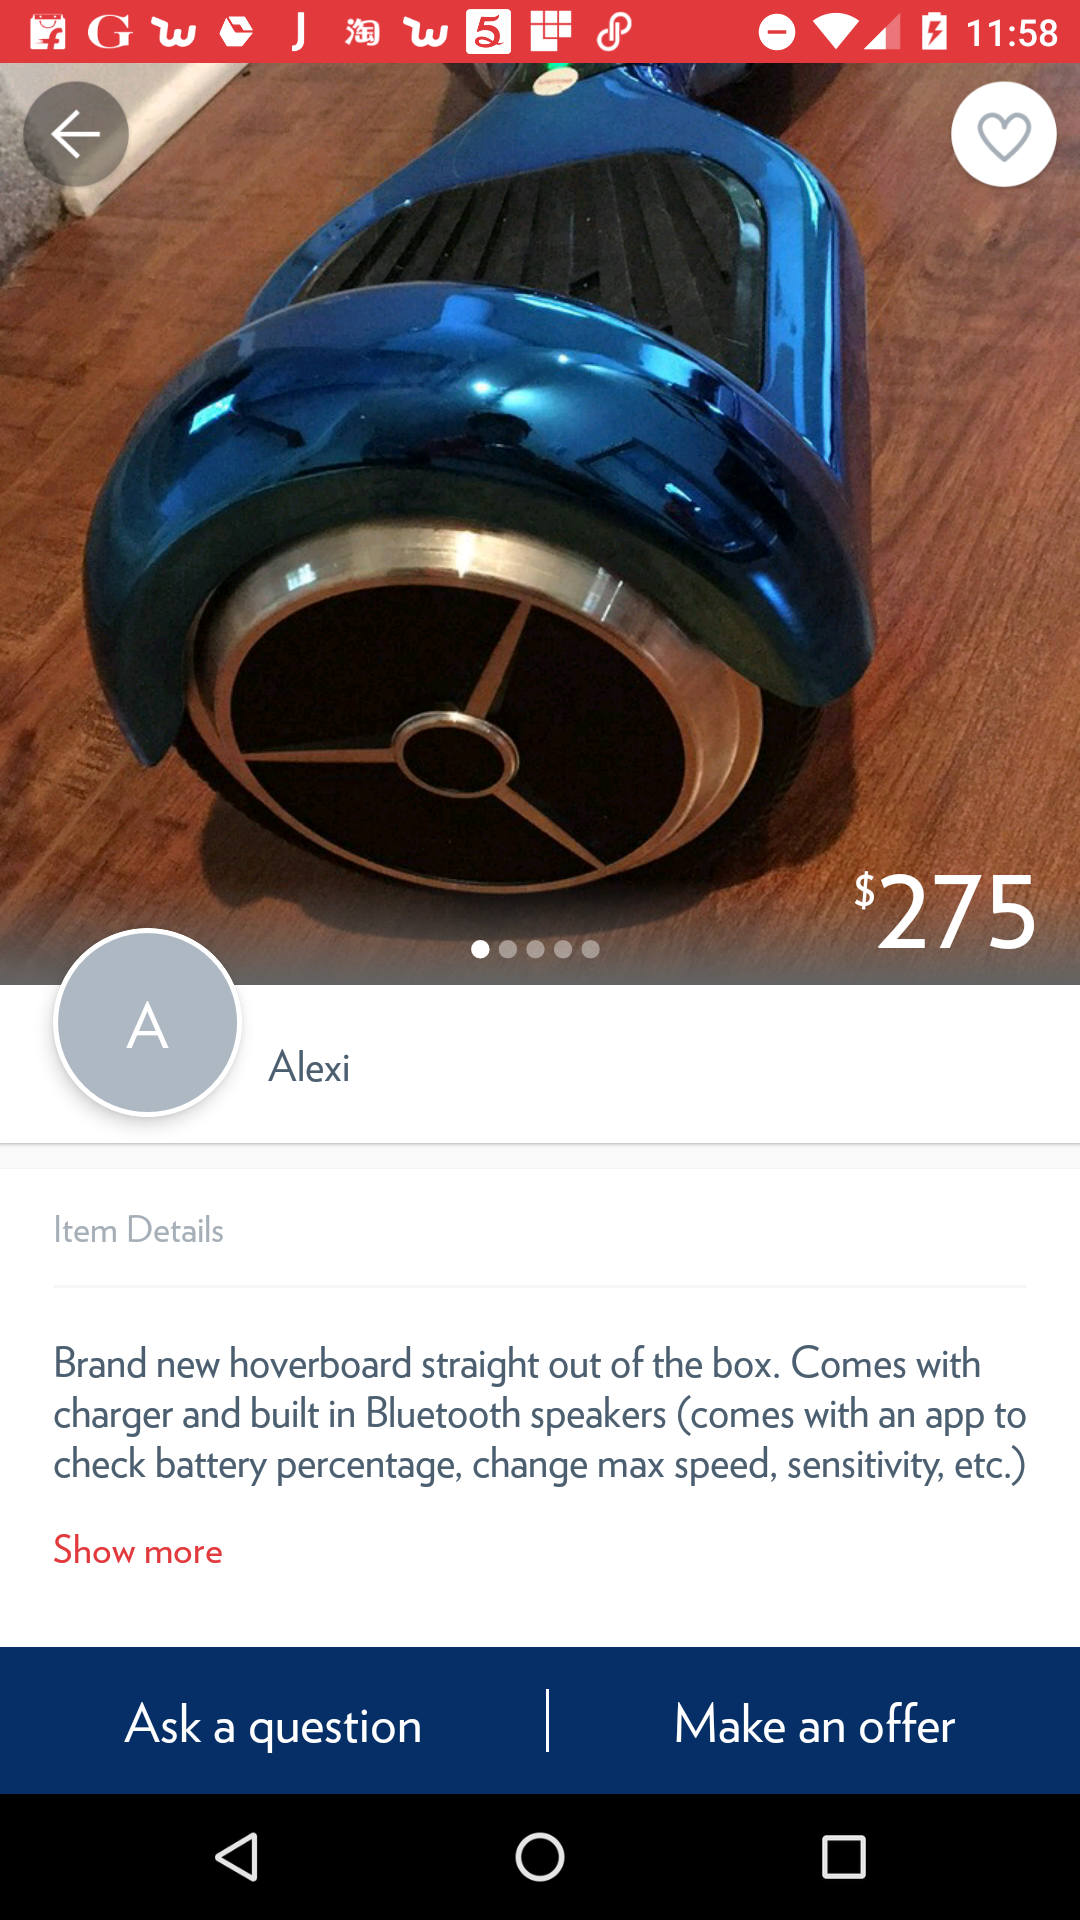 11:58
$275
A
Alexi
Item Details
Brand new hoverboard straight out of the box. Comes with
charger and built in Bluetooth speakers (comes with an app to
check battery percentage, change max speed, sensitivity, etc.)
Show more
Ask a question
Make an offer